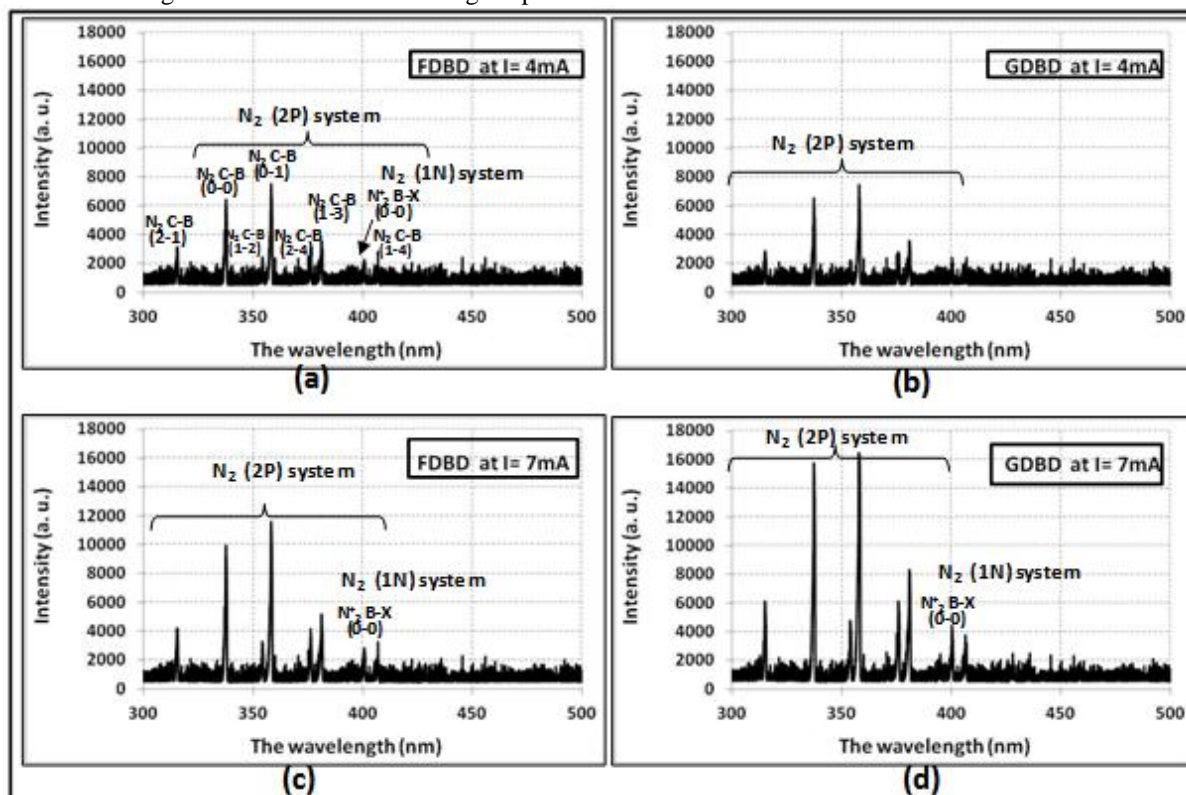 18000
16000
14000
12000
10000
8000
6000
4000
2000
0
Intensity (a. u.)
FDBD at I= 4mA
N₂ (2P) system
N₂ C-B
(0-1)
N₂ C-B
(0-0)
N₂ (1N) system
N₂ C-B
(1-3)
N⁺₂ B-X
(0-0)
N₂ C-B
(2-1)
N₂ C-B
(1-2)
N₂ C-B
(2-4)
N₂ C-B
(1-4)
300 350 400 450 500
The wavelength (nm)
(a)
18000
16000
14000
12000
10000
8000
6000
4000
2000
0
Intensity (a. u.)
GDBD at I= 4mA
N₂ (2P) system
300 350 400 450 500
The wavelength (nm)
(b)
18000
16000
14000
12000
10000
8000
6000
4000
2000
0
Intensity (a. u.)
FDBD at I= 7mA
N₂ (2P) system
N₂ (1N) system
N⁺₂ B-X
(0-0)
300 350 400 450 500
The wavelength (nm)
(c)
18000
16000
14000
12000
10000
8000
6000
4000
2000
0
Intensity (a. u.)
N₂ (2P) system
GDBD at I= 7mA
N₂ (1N) system
N⁺₂ B-X
(0-0)
300 350 400 450 500
The wavelength (nm)
(d)